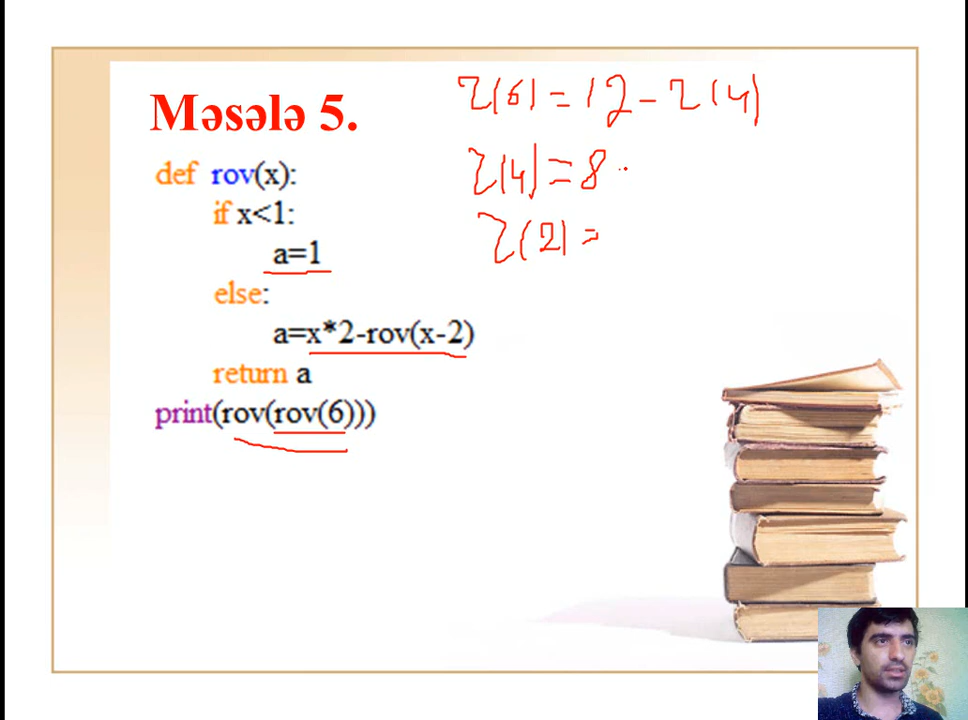 Məsələ 5.
def rov(x):
if x<1:
a=1
else:
a=x*2-rov(x-2)
return a
print(rov(rov(6)))
r(6) = 12 - r(4)
r(4) = 8
r(2) =